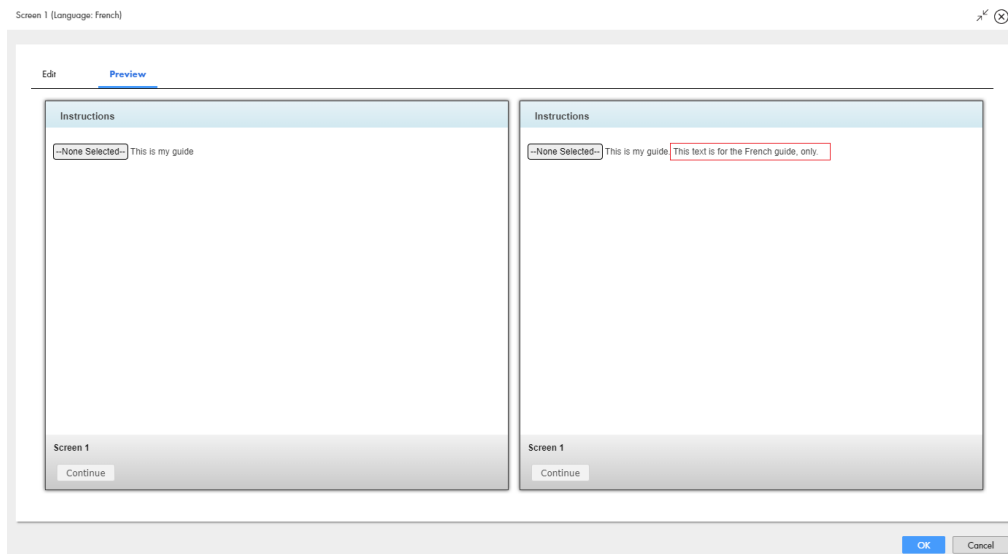 Screen 1 (Language: French)
Edit Preview
Instructions
--None Selected-- This is my guide
Screen 1
Continue
Instructions
--None Selected-- This is my guide. This text is for the French guide, only.
Screen 1
Continue
OK Cancel